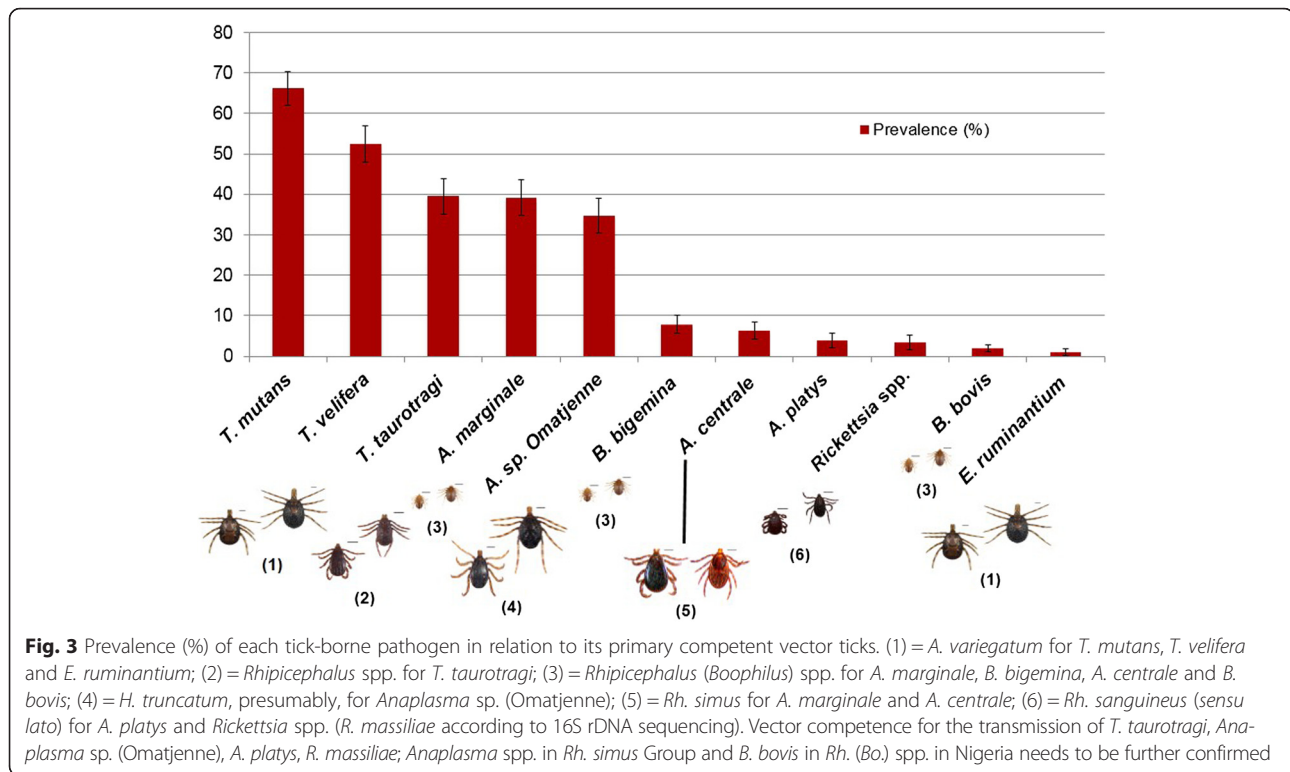 80
70
60
50
40
30
20
10
0
Prevalence (%)
T. mutans
T. velifera
T. taurotragi
A. marginale
A. sp. Omatjenne
B. bigemina
A. centrale
A. platys
Rickettsia spp.
B. bovis
E. ruminantium
(1)
(2)
(3)
(4)
(3)
(5)
(6)
(3)
(1)
Fig. 3 Prevalence (%) of each tick-borne pathogen in relation to its primary competent vector ticks. (1) = A. variegatum for T. mutans, T. velifera
and E. ruminantium; (2) = Rhipicephalus spp. for T. taurotragi; (3) = Rhipicephalus (Boophilus) spp. for A. marginale, B. bigemina, A. centrale and B.
bovis; (4) = H. truncatum, presumably, for Anaplasma sp. (Omatjenne); (5) = Rh. simus for A. marginale and A. centrale; (6) = Rh. sanguineus (sensu
lato) for A. platys and Rickettsia spp. (R. massiliae according to 16S rDNA sequencing). Vector competence for the transmission of T. taurotragi, Ana-
plasma sp. (Omatjenne), A. platys, R. massiliae; Anaplasma spp. in Rh. simus Group and B. bovis in Rh. (Bo.) spp. in Nigeria needs to be further confirmed